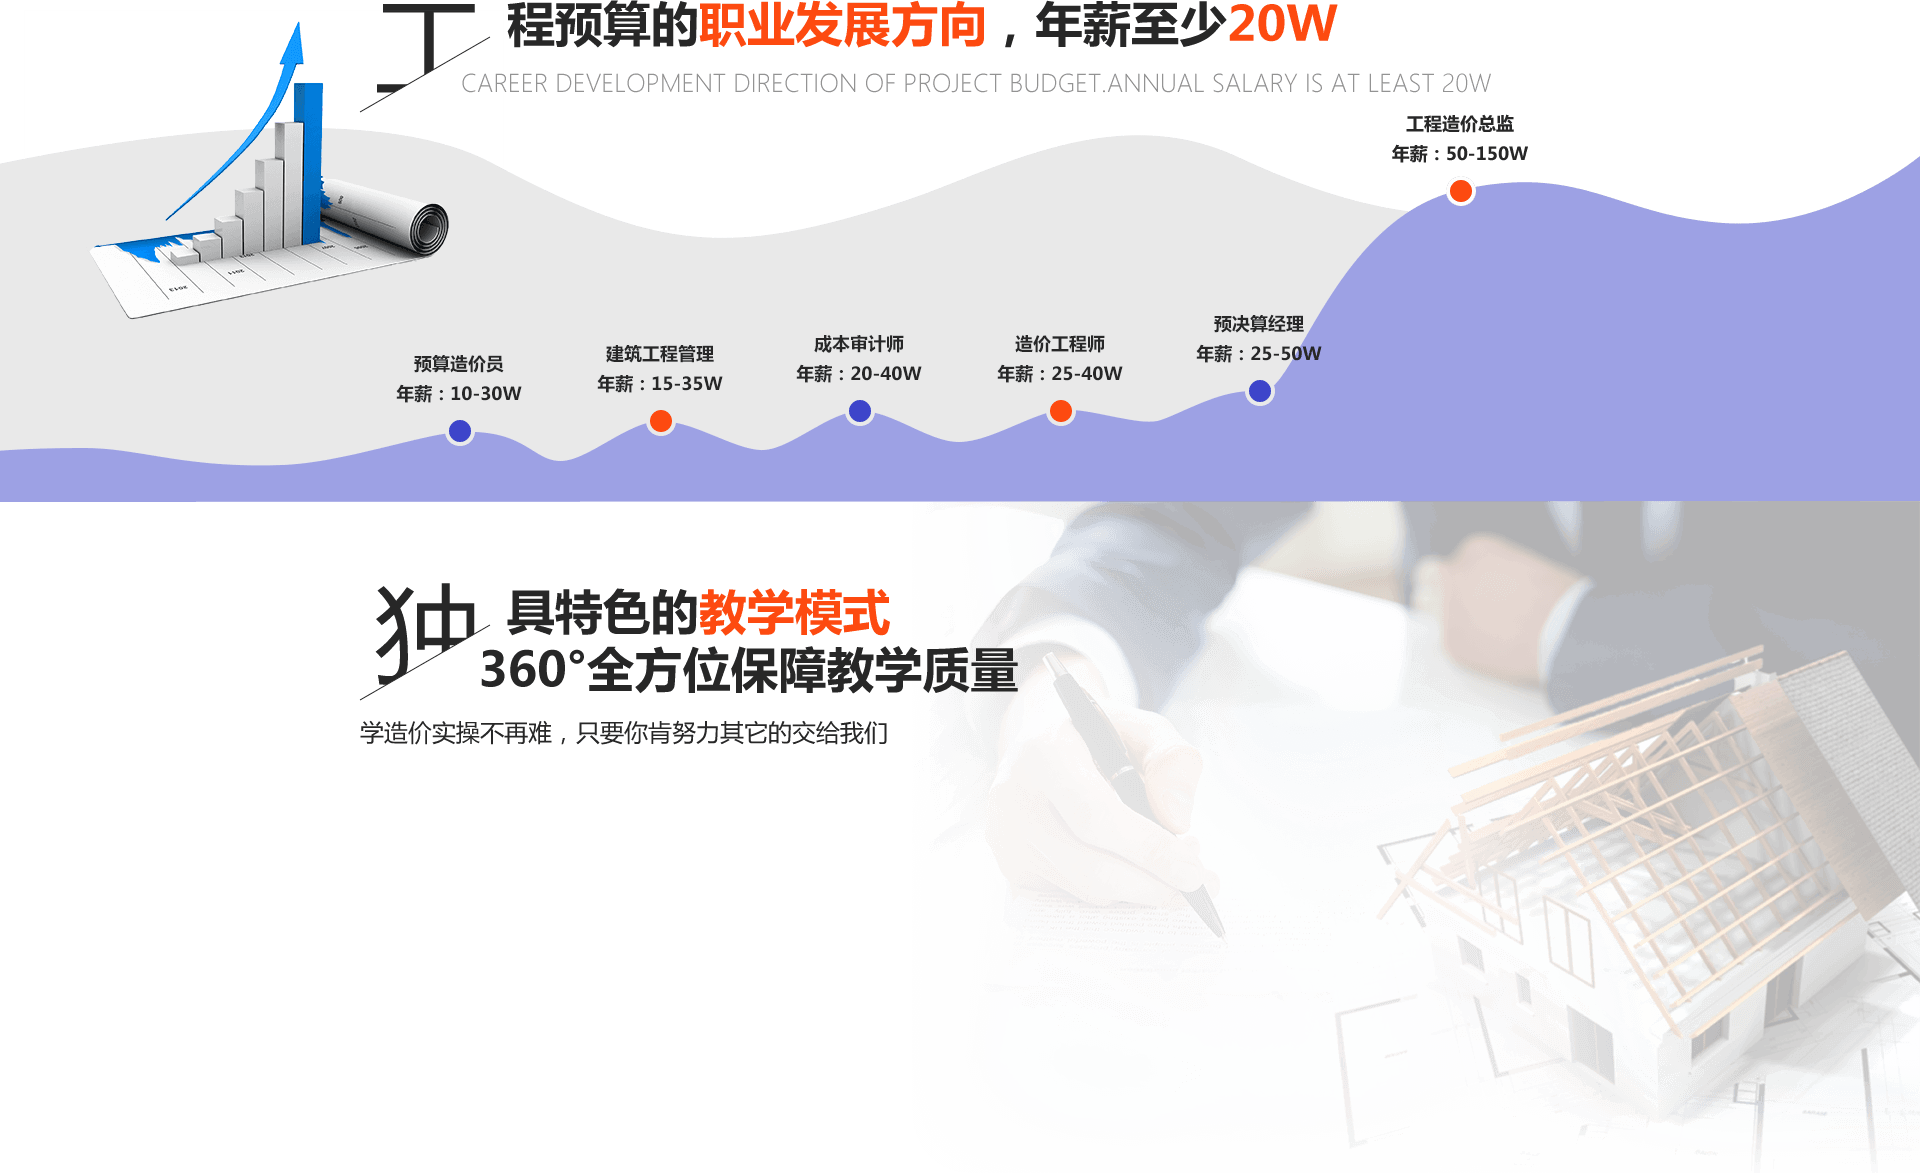 工程预算的职业发展方向，年薪至少20W
CAREER DEVELOPMENT DIRECTION OF PROJECT BUDGET.ANNUAL SALARY IS AT LEAST 20W
工程造价总监
年薪：50-150W
预决算经理
年薪：25-50W
造价工程师
年薪：25-40W
成本审计师
年薪：20-40W
建筑工程管理
年薪：15-35W
预算造价员
年薪：10-30W
2013
2011
独具特色的教学模式
360°全方位保障教学质量
学造价实操不再难，只要你肯努力其它的交给我们